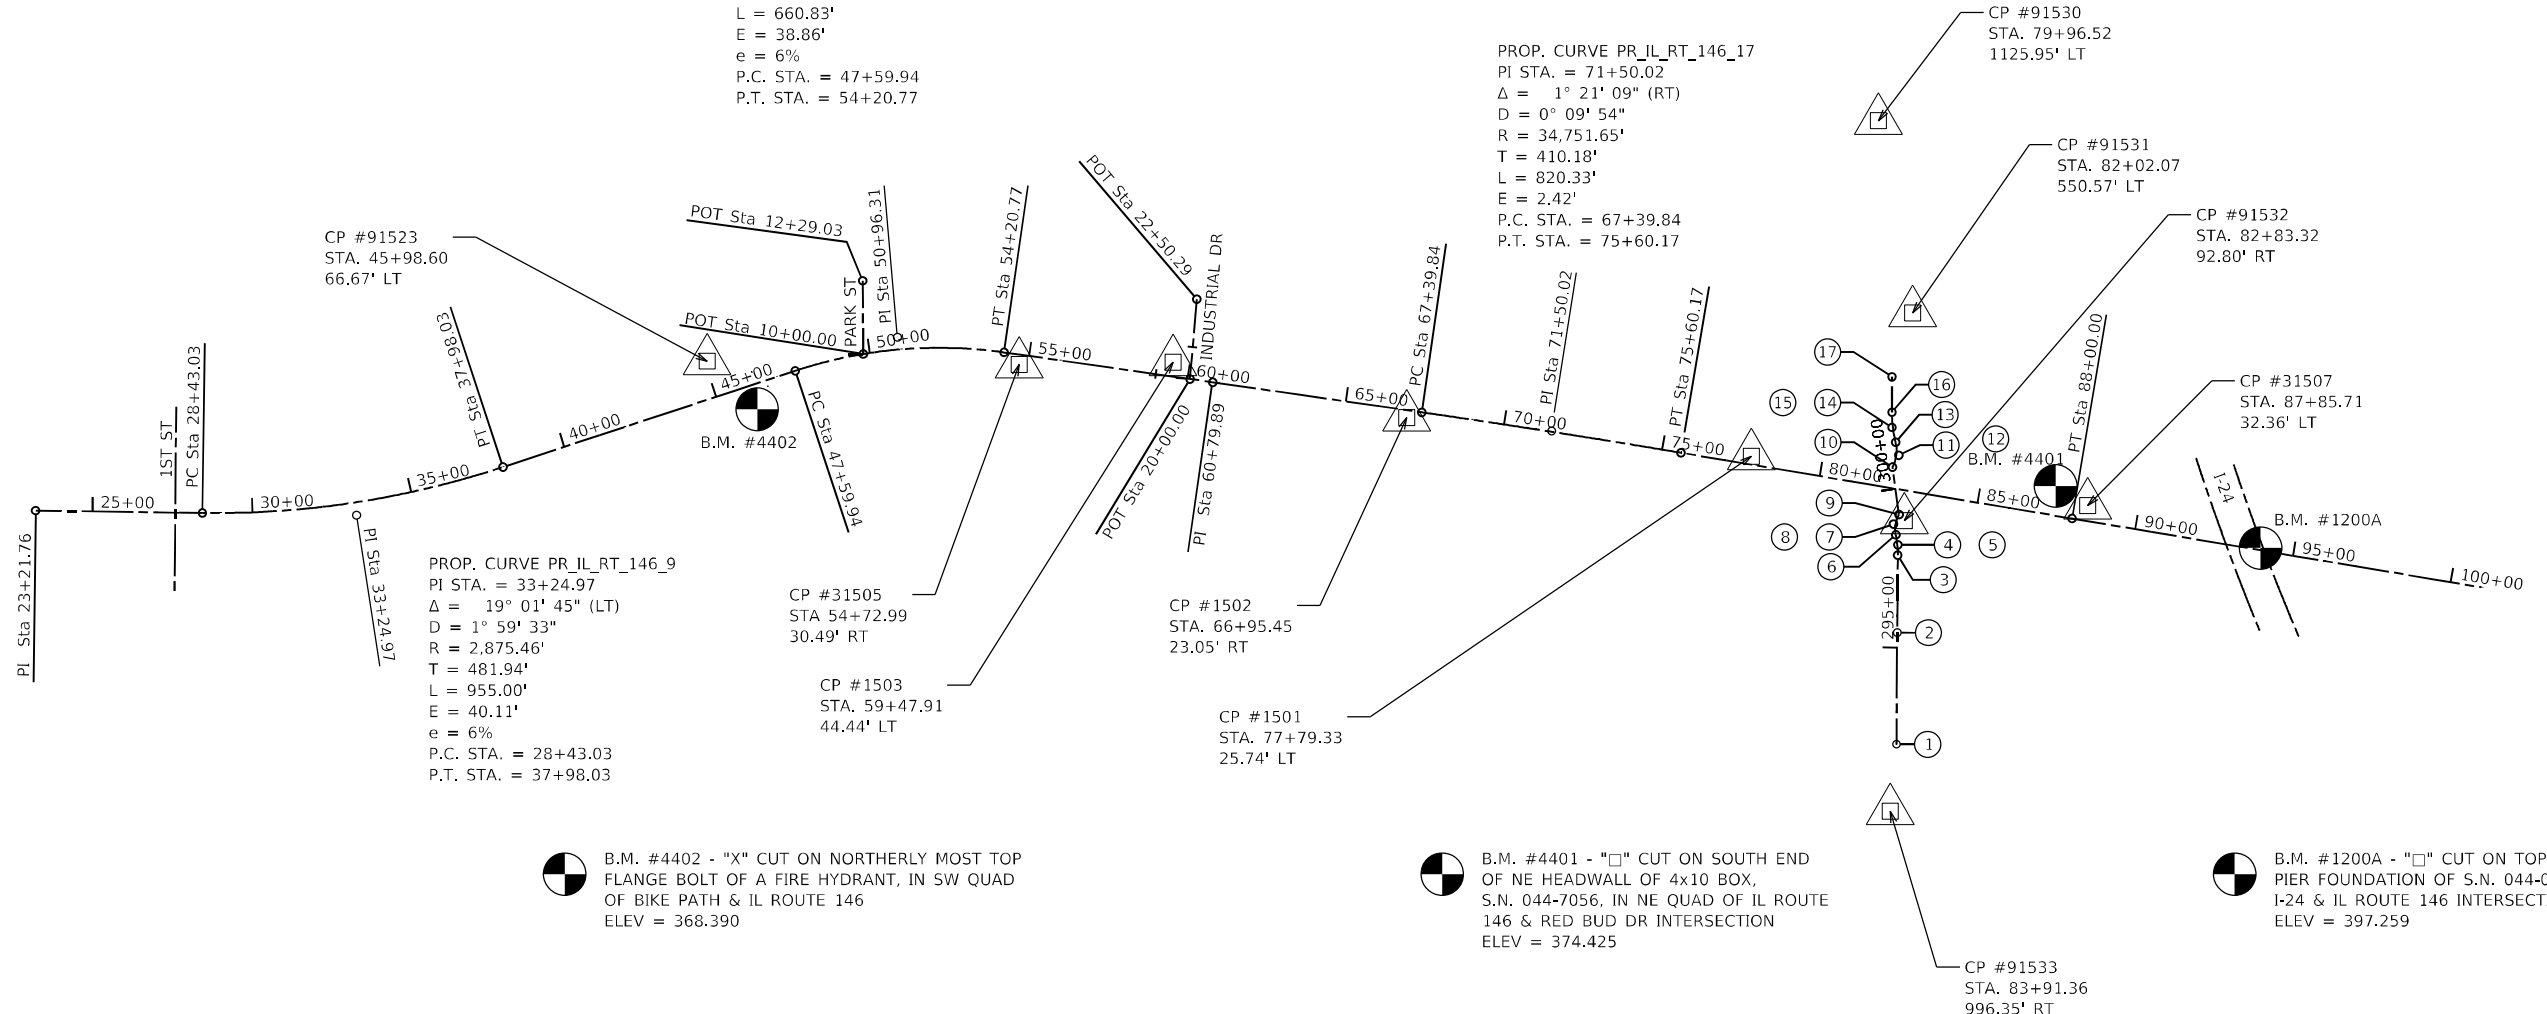 L = 660.83'
E = 38.86'
e = 6%
P.C. STA. = 47+59.94
P.T. STA. = 54+20.77
PROP. CURVE PR_IL_RT_146_17
PI STA. = 71+50.02
Δ = 1° 21' 09" (RT)
D = 0° 09' 54"
R = 34,751.65'
T = 410.18'
L = 820.33'
E = 2.42'
P.C. STA. = 67+39.84
P.T. STA. = 75+60.17
CP #91530
STA. 79+96.52
1125.95' LT
CP #91531
STA. 82+02.07
550.57' LT
CP #91532
STA. 82+83.32
92.80' RT
CP #31507
STA. 87+85.71
32.36' LT
CP #91523
STA. 45+98.60
66.67' LT
POT Sta 12+29.03
POT Sta 10+00.00
PARK ST
PI Sta 50+96.31
PT Sta 54+20.77
POT Sta 22+50.29
INDUSTRIAL DR
PC Sta 67+39.84
PI Sta 71+50.02
PT Sta 75+60.17
PT Sta 88+00.00
1ST ST
PC Sta 28+43.03
PT Sta 37+98.03
PC Sta 47+59.94
POT Sta 20+00.00
PI Sta 60+79.89
PI Sta 23+21.76
PI Sta 33+24.97
25+00
30+00
35+00
40+00
45+00
50+00
55+00
60+00
65+00
70+00
75+00
80+00
85+00
90+00
95+00
100+00
300+00
295+00
I-24
B.M. #4402
B.M. #4401
B.M. #1200A
17
16
15
14
13
10
11
12
9
8
7
4
5
6
3
2
1
PROP. CURVE PR_IL_RT_146_9
PI STA. = 33+24.97
Δ = 19° 01' 45" (LT)
D = 1° 59' 33"
R = 2,875.46'
T = 481.94'
L = 955.00'
E = 40.11'
e = 6%
P.C. STA. = 28+43.03
P.T. STA. = 37+98.03
CP #31505
STA 54+72.99
30.49' RT
CP #1503
STA. 59+47.91
44.44' LT
CP #1502
STA. 66+95.45
23.05' RT
CP #1501
STA. 77+79.33
25.74' LT
B.M. #4402 - "X" CUT ON NORTHERLY MOST TOP
FLANGE BOLT OF A FIRE HYDRANT, IN SW QUAD
OF BIKE PATH & IL ROUTE 146
ELEV = 368.390
B.M. #4401 - "□" CUT ON SOUTH END
OF NE HEADWALL OF 4x10 BOX,
S.N. 044-7056, IN NE QUAD OF IL ROUTE
146 & RED BUD DR INTERSECTION
ELEV = 374.425
B.M. #1200A - "□" CUT ON TOP
PIER FOUNDATION OF S.N.
I-24 & IL ROUTE 146
ELEV = 397.259
CP #91533
STA. 83+91.36
996.35' RT